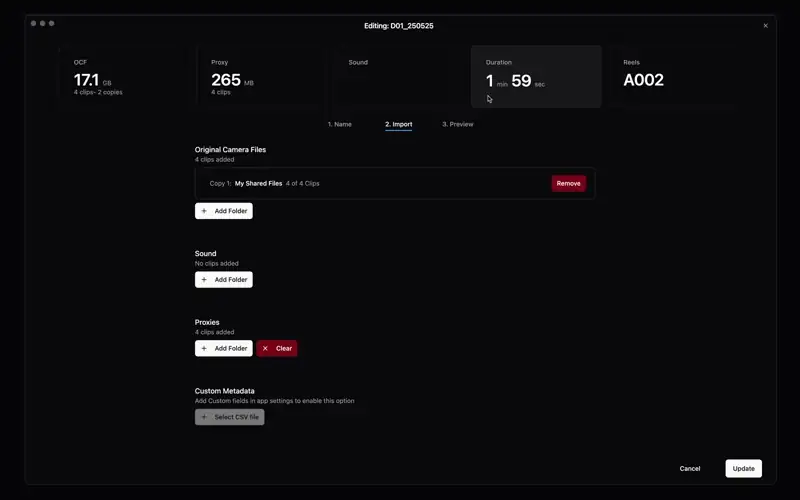 Editing: D01_250525
OCF
17.1 GB
4 clips- 2 copies
Proxy
265 MB
4 clips
Sound
Duration
1 min 59 sec
Reels
A002
1. Name
2. Import
3. Preview
Original Camera Files
4 clips added
Copy 1: My Shared Files 4 of 4 Clips
Remove
+ Add Folder
Sound
No clips added
+ Add Folder
Proxies
4 clips added
+ Add Folder
× Clear
Custom Metadata
Add Custom fields in app settings to enable this option
+ Select CSV file
Cancel
Update